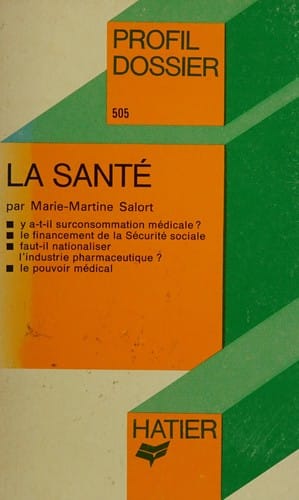 PROFIL
DOSSIER
505
LA SANTÉ
par Marie-Martine Salort
■ y a-t-il surconsommation médicale ?
■ le financement de la Sécurité sociale
■ faut-il nationaliser
l'industrie pharmaceutique ?
■ le pouvoir médical
HATIER